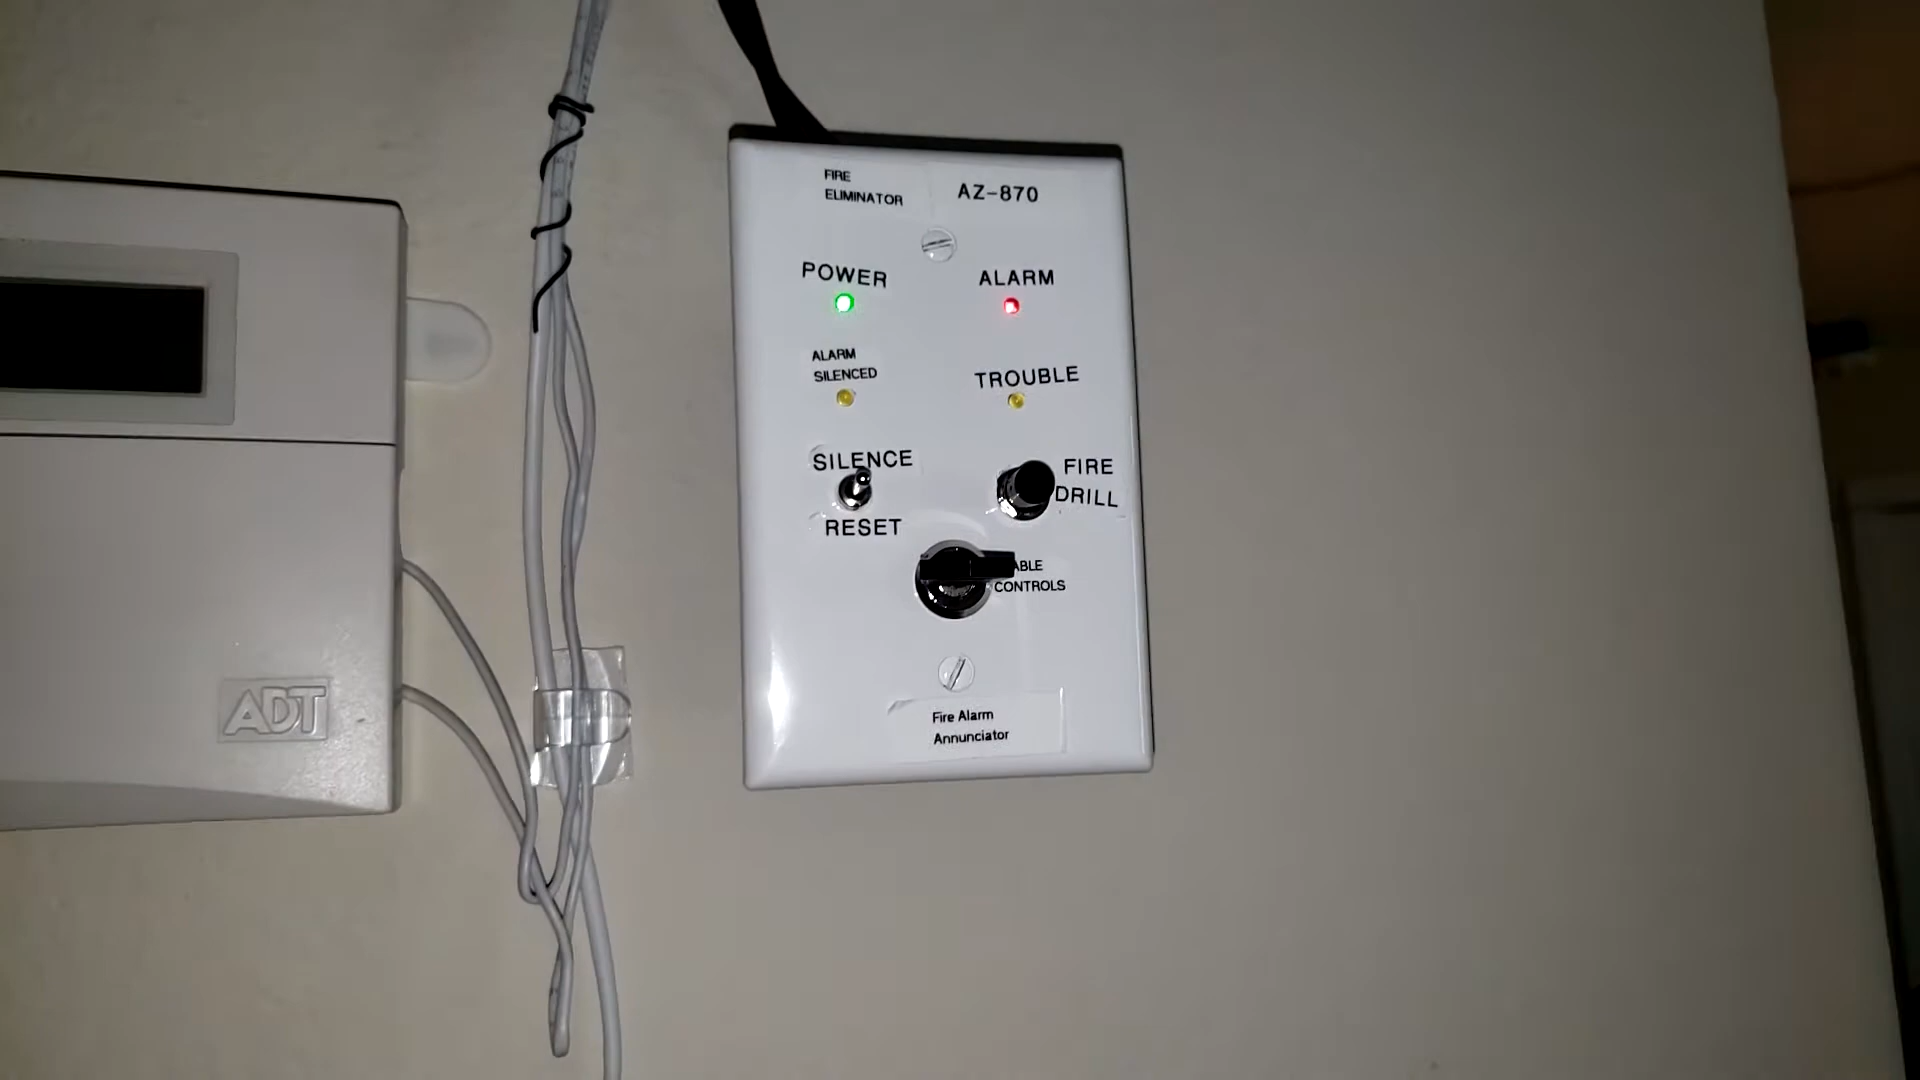 FIRE
ELIMINATOR
AZ-870
POWER
ALARM
ALARM
SILENCED
TROUBLE
SILENCE
RESET
FIRE
DRILL
CONTROLS
Fire Alarm
Annunciator
ADT